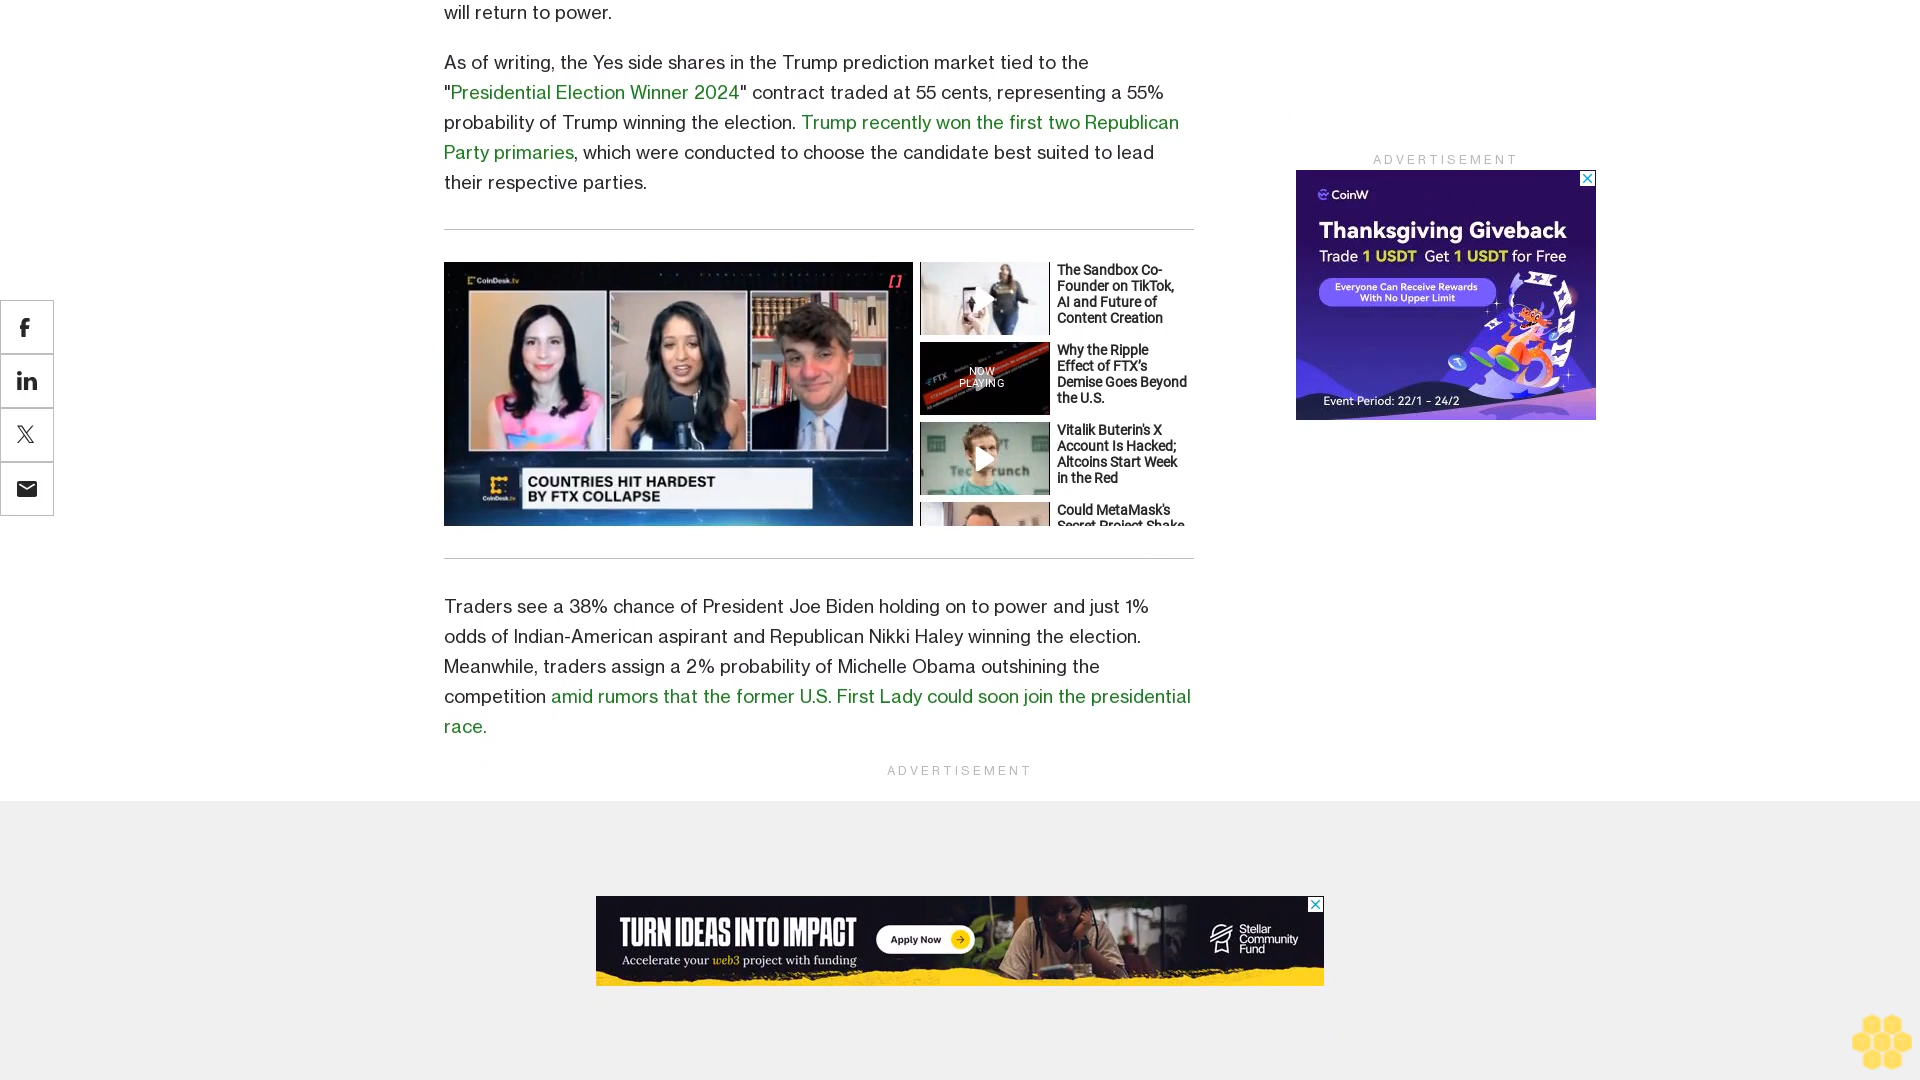 will return to power.
As of writing, the Yes side shares in the Trump prediction market tied to the
"Presidential Election Winner 2024" contract traded at 55 cents, representing a 55%
probability of Trump winning the election. Trump recently won the first two Republican
Party primaries, which were conducted to choose the candidate best suited to lead
their respective parties.
CoinDesk.tv
COUNTRIES HIT HARDEST
BY FTX COLLAPSE
CoinDesk.tv
The Sandbox Co-
Founder on TikTok,
AI and Future of
Content Creation
FTX
NOW
PLAYING
Why the Ripple
Effect of FTX's
Demise Goes Beyond
the U.S.
Vitalik Buterin's X
Account Is Hacked;
Altcoins Start Week
in the Red
Could MetaMask's
Secret Project Shake
Traders see a 38% chance of President Joe Biden holding on to power and just 1%
odds of Indian-American aspirant and Republican Nikki Haley winning the election.
Meanwhile, traders assign a 2% probability of Michelle Obama outshining the
competition amid rumors that the former U.S. First Lady could soon join the presidential
race.
ADVERTISEMENT
CoinW
Thanksgiving Giveback
Trade 1 USDT Get 1 USDT for Free
Everyone Can Receive Rewards
With No Upper Limit
Event Period: 22/1 - 24/2
ADVERTISEMENT
TURN IDEAS INTO IMPACT
Accelerate your web3 project with funding
Apply Now
Stellar
Community
Fund